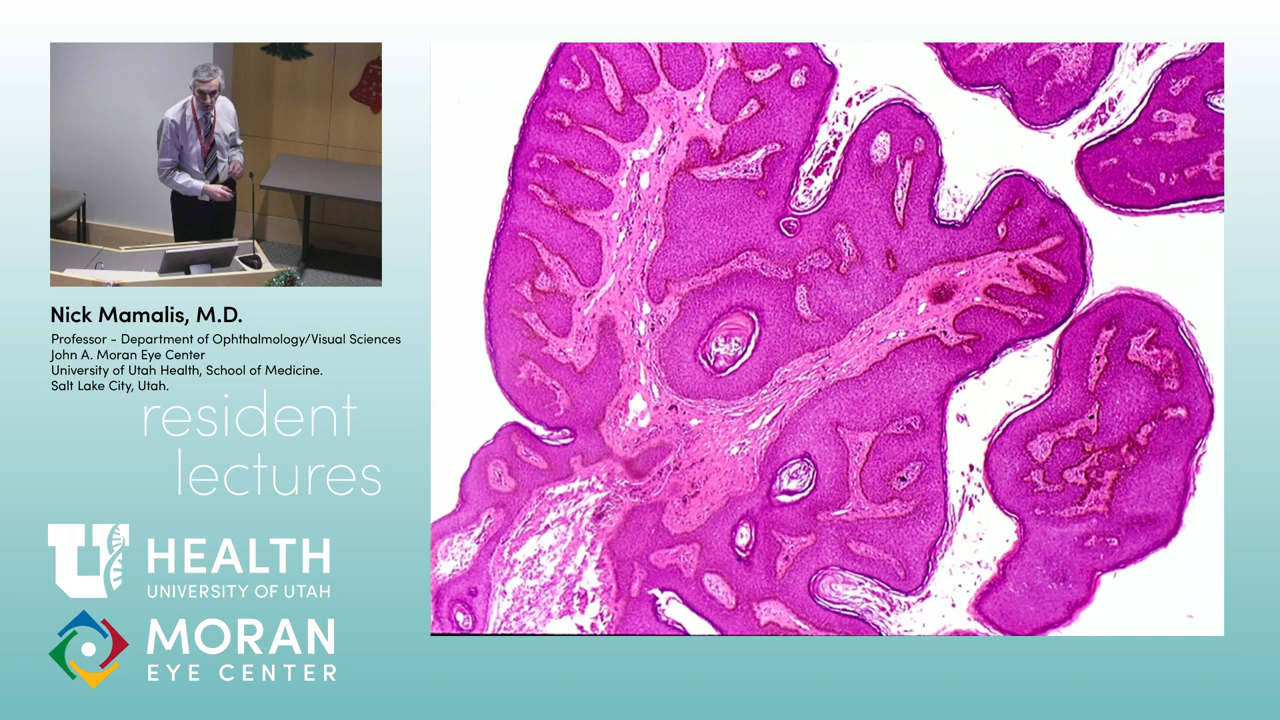 Nick Mamalis, M.D.
Professor - Department of Ophthalmology/Visual Sciences
John A. Moran Eye Center
University of Utah Health, School of Medicine.
Salt Lake City, Utah.
resident
lectures
U HEALTH
UNIVERSITY OF UTAH
MORAN
EYE CENTER